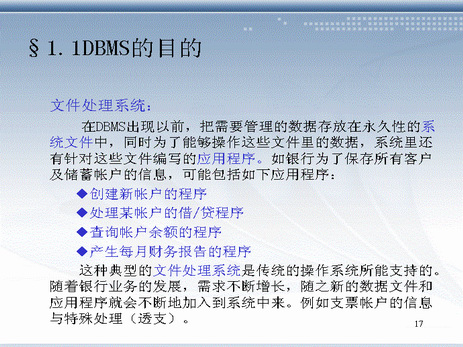 §1.1DBMS的目的
文件处理系统：
在DBMS出现以前，把需要管理的数据存放在永久性的系
统文件中，同时为了能够操作这些文件里的数据，系统里还
有针对这些文件编写的应用程序。如银行为了保存所有客户
及储蓄帐户的信息，可能包括如下应用程序：
◆创建新帐户的程序
◆处理某帐户的借/贷程序
◆查询帐户余额的程序
◆产生每月财务报告的程序
这种典型的文件处理系统是传统的操作系统所能支持的。
随着银行业务的发展，需求不断增长，随之新的数据文件和
应用程序就会不断地加入到系统中来。例如支票帐户的信息
与特殊处理（透支）。
17